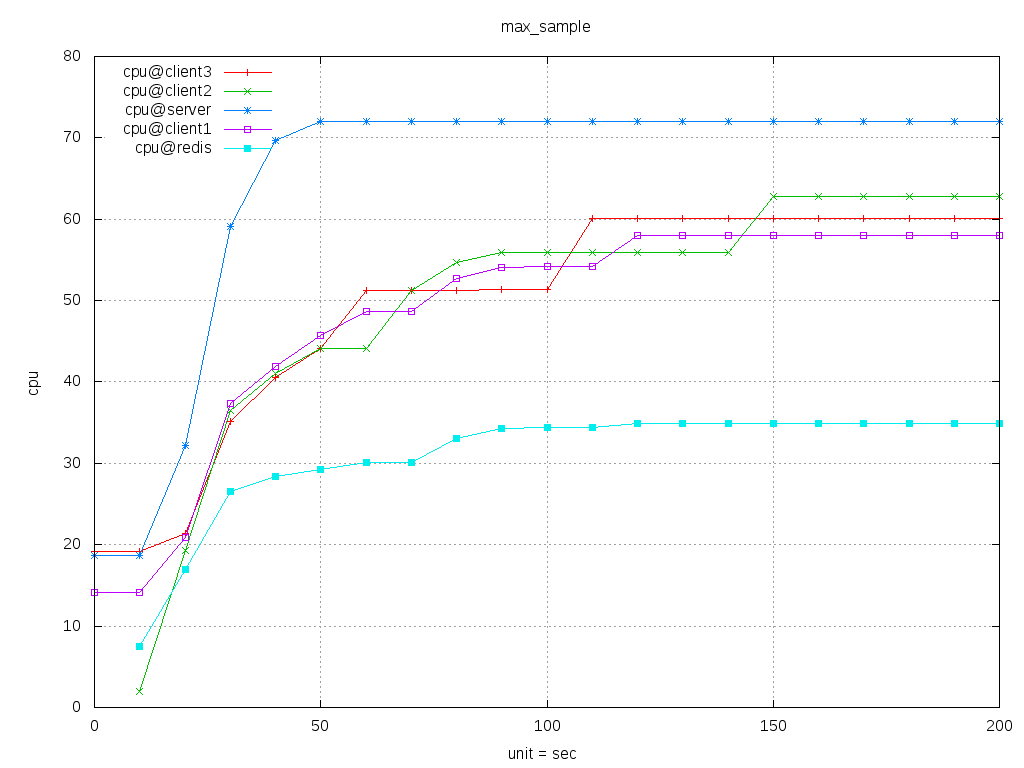 max_sample
cpu@client3
cpu@client2
cpu@server
cpu@client1
cpu@redis
80
70
60
50
40
30
20
10
0
cpu
0 50 100 150 200
unit = sec